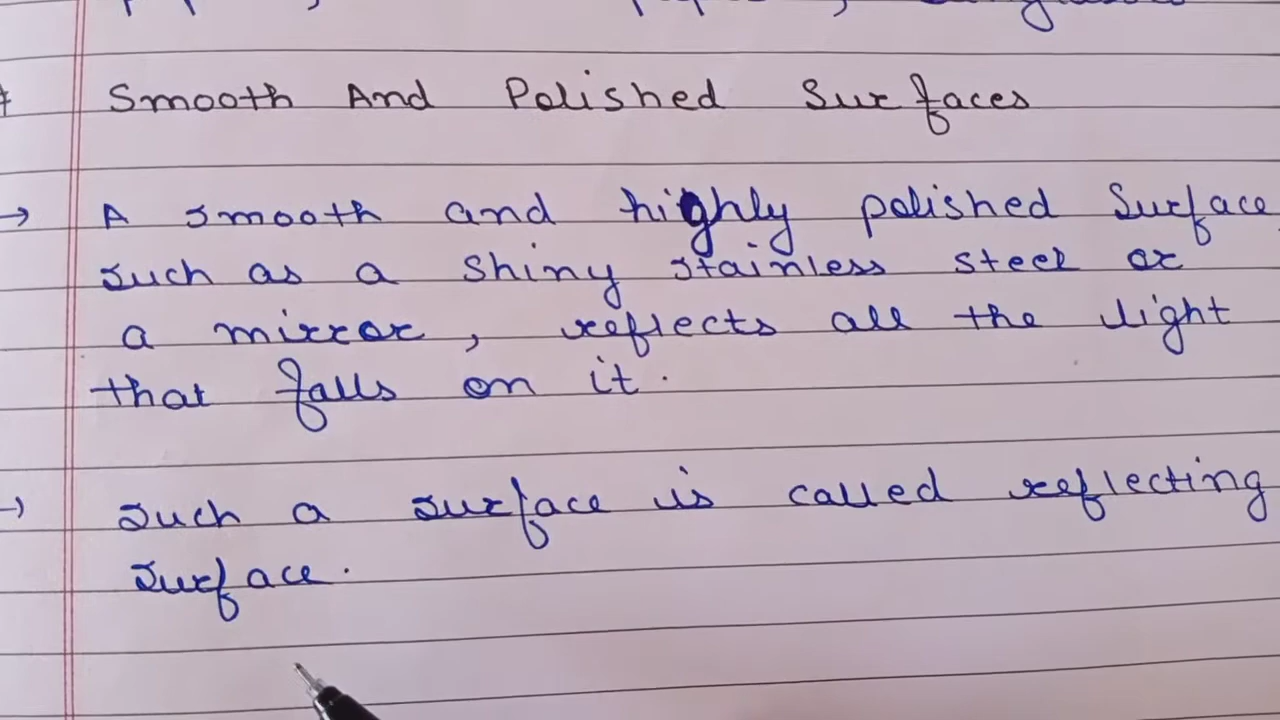 Smooth And Polished Surfaces
→ A smooth and highly polished Surface
such as a shiny stainless steel or
a mirror, reflects all the light
that falls on it.
→ such a surface is called reflecting
surface.